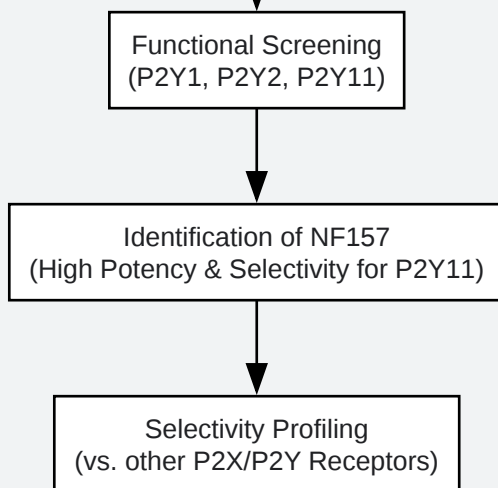 Functional Screening
(P2Y1, P2Y2, P2Y11)
Identification of NF157
(High Potency & Selectivity for P2Y11)
Selectivity Profiling
(vs. other P2X/P2Y Receptors)